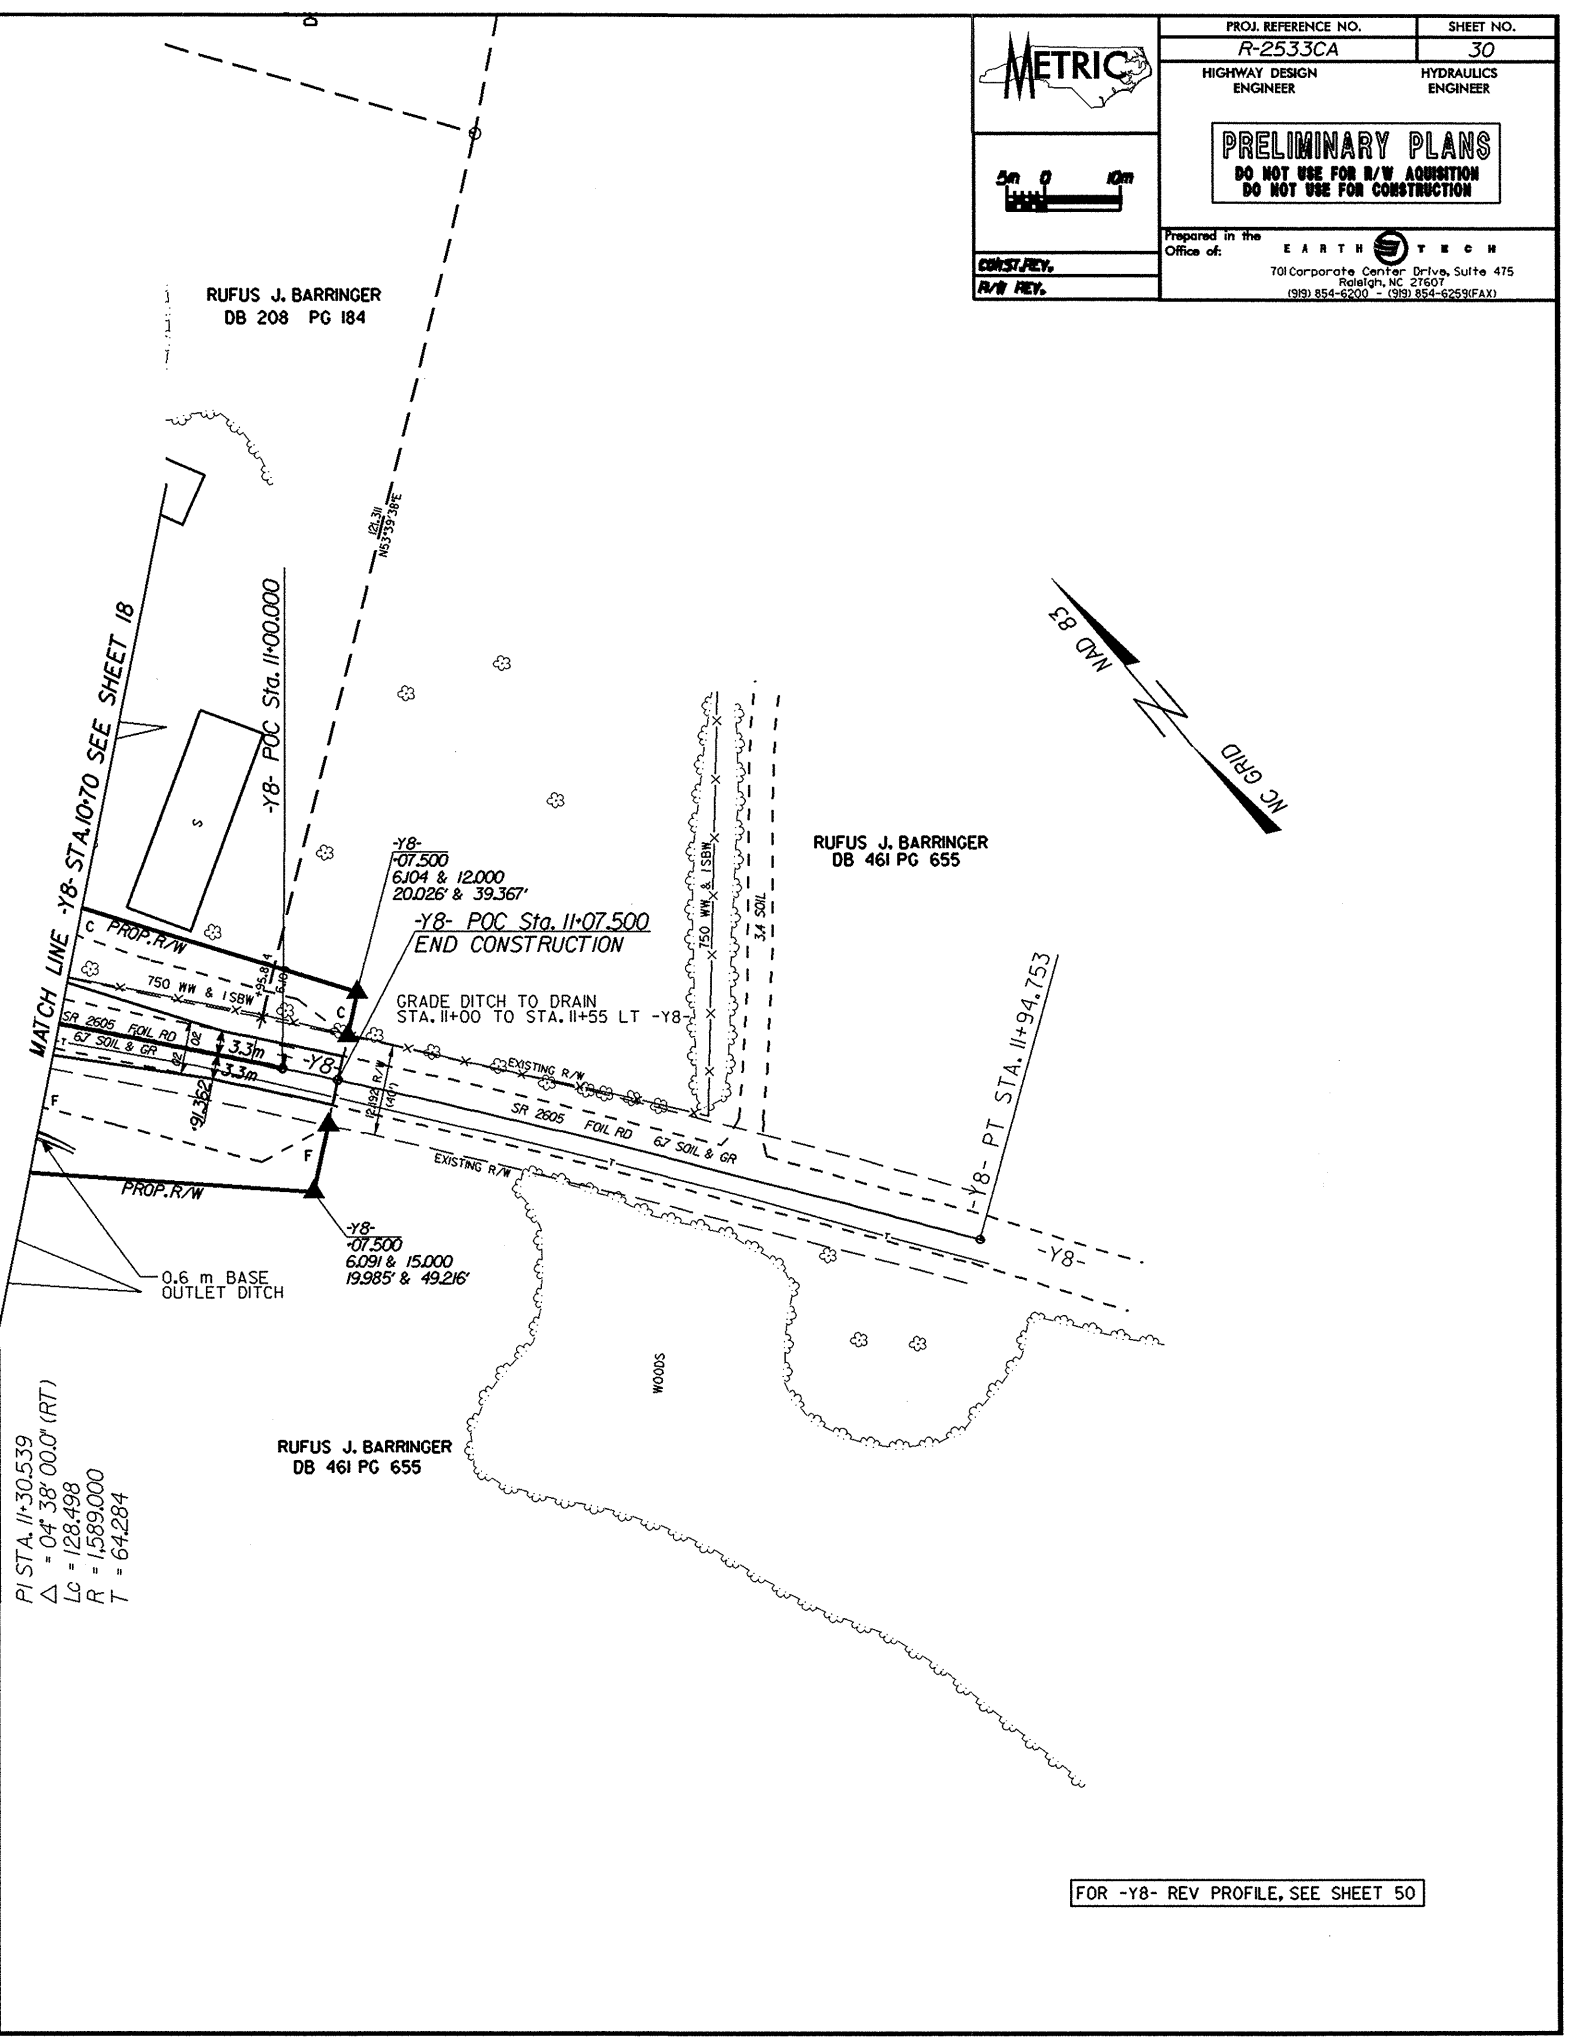 METRIC
PROJ. REFERENCE NO.
SHEET NO.
R-2533CA
30
HIGHWAY DESIGN
ENGINEER
HYDRAULICS
ENGINEER
PRELIMINARY PLANS
DO NOT USE FOR R/W AQUISITION
DO NOT USE FOR CONSTRUCTION
5m 0 10m
CONST.REV.
R/W REV.
Prepared in the
Office of:
EARTH TECH
701 Corporate Center Drive, Suite 475
Raleigh, NC 27607
(919) 854-6200 - (919) 854-6259(FAX)
RUFUS J. BARRINGER
DB 208 PG 184
121.311
N53°39'38"E
MATCH LINE -Y8- STA.10+70 SEE SHEET 18
-Y8- POC Sta. 11+00.000
S
NAD 83
NC GRID
RUFUS J. BARRINGER
DB 461 PG 655
750 WW & 1SBW
3.4 SOIL
-Y8-
+07.500
6.104 & 12.000
20.026' & 39.367'
-Y8- POC Sta. 11+07.500
END CONSTRUCTION
C
PROP. R/W
750 WW & 1SBW
C
GRADE DITCH TO DRAIN
STA. 11+00 TO STA. 11+55 LT -Y8-
SR 2605 FOIL RD
6.7 SOIL & GR
T
.02
.02
3.3m
3.3m
-Y8-
+91.362
12.192 R/W
(40')
EXISTING R/W
SR 2605 FOIL RD 6.7 SOIL & GR
EXISTING R/W
T
T
-Y8- PT STA. 11+94.753
-Y8-
F
F
PROP. R/W
-Y8-
+07.500
6.091 & 15.000
19.985' & 49.216'
0.6 m BASE
OUTLET DITCH
WOODS
RUFUS J. BARRINGER
DB 461 PG 655
PI STA. 11+30.539
Δ = 04° 38' 00.0" (RT)
Lc = 128.498
R = 1,589.000
T = 64.284
FOR -Y8- REV PROFILE, SEE SHEET 50